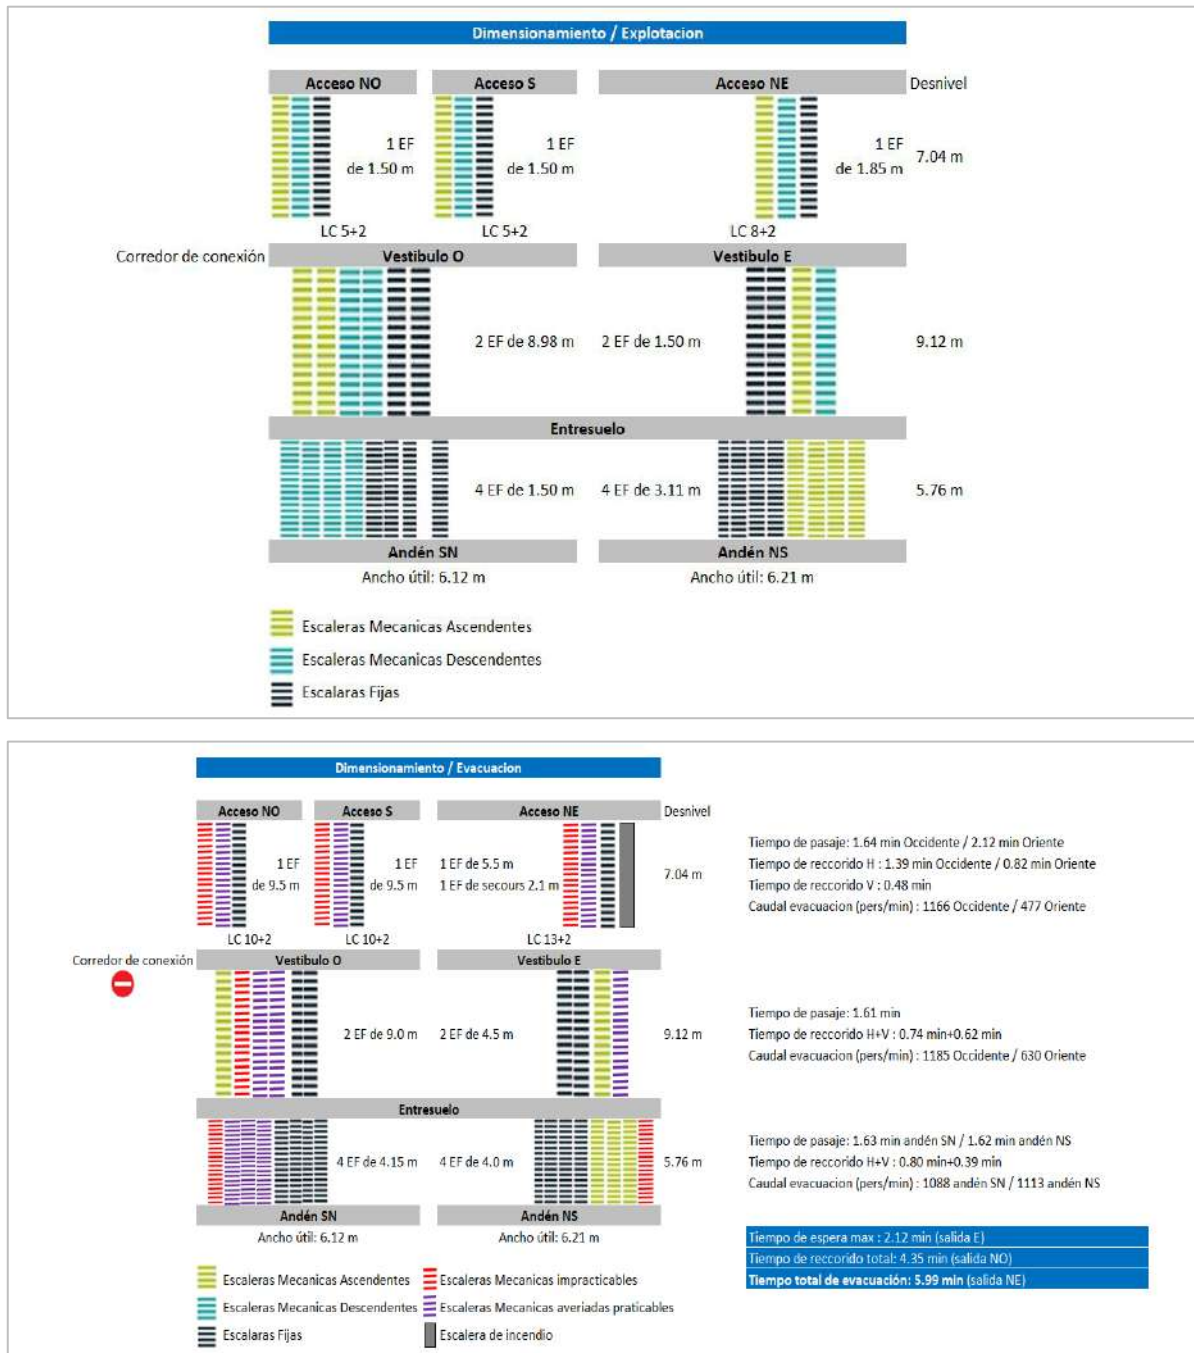 Dimensionamiento / Explotacion
Acceso NO Acceso S Acceso NE Desnivel
1 EF de 1.50 m
1 EF de 1.50 m
1 EF de 1.85 m
7.04 m
LC 5+2 LC 5+2 LC 8+2
Corredor de conexión Vestibulo O Vestibulo E
2 EF de 8.98 m 2 EF de 1.50 m 9.12 m
Entresuelo
4 EF de 1.50 m 4 EF de 3.11 m 5.76 m
Andén SN Andén NS
Ancho útil: 6.12 m Ancho útil: 6.21 m
Escaleras Mecanicas Ascendentes
Escaleras Mecanicas Descendentes
Escalaras Fijas
Dimensionamiento / Evacuacion
Acceso NO Acceso S Acceso NE Desnivel
1 EF de 9.5 m
1 EF de 9.5 m
1 EF de 5.5 m
1 EF de secours 2.1 m
7.04 m
Tiempo de pasaje: 1.64 min Occidente / 2.12 min Oriente
Tiempo de reccorido H : 1.39 min Occidente / 0.82 min Oriente
Tiempo de reccorido V : 0.48 min
Caudal evacuacion (pers/min) : 1166 Occidente / 477 Oriente
LC 10+2 LC 10+2 LC 13+2
Corredor de conexión Vestibulo O Vestibulo E
2 EF de 9.0 m 2 EF de 4.5 m 9.12 m
Tiempo de pasaje: 1.61 min
Tiempo de reccorido H+V : 0.74 min+0.62 min
Caudal evacuacion (pers/min) : 1185 Occidente / 630 Oriente
Entresuelo
4 EF de 4.15 m 4 EF de 4.0 m 5.76 m
Tiempo de pasaje: 1.63 min andén SN / 1.62 min andén NS
Tiempo de reccorido H+V : 0.80 min+0.39 min
Caudal evacuacion (pers/min) : 1088 andén SN / 1113 andén NS
Andén SN Andén NS
Ancho útil: 6.12 m Ancho útil: 6.21 m
Tiempo de espera max : 2.12 min (salida E)
Tiempo de reccorido total: 4.35 min (salida NO)
Tiempo total de evacuación: 5.99 min (salida NE)
Escaleras Mecanicas Ascendentes Escaleras Mecanicas impracticables
Escaleras Mecanicas Descendentes Escaleras Mecanicas averiadas praticables
Escalaras Fijas Escalera de incendio